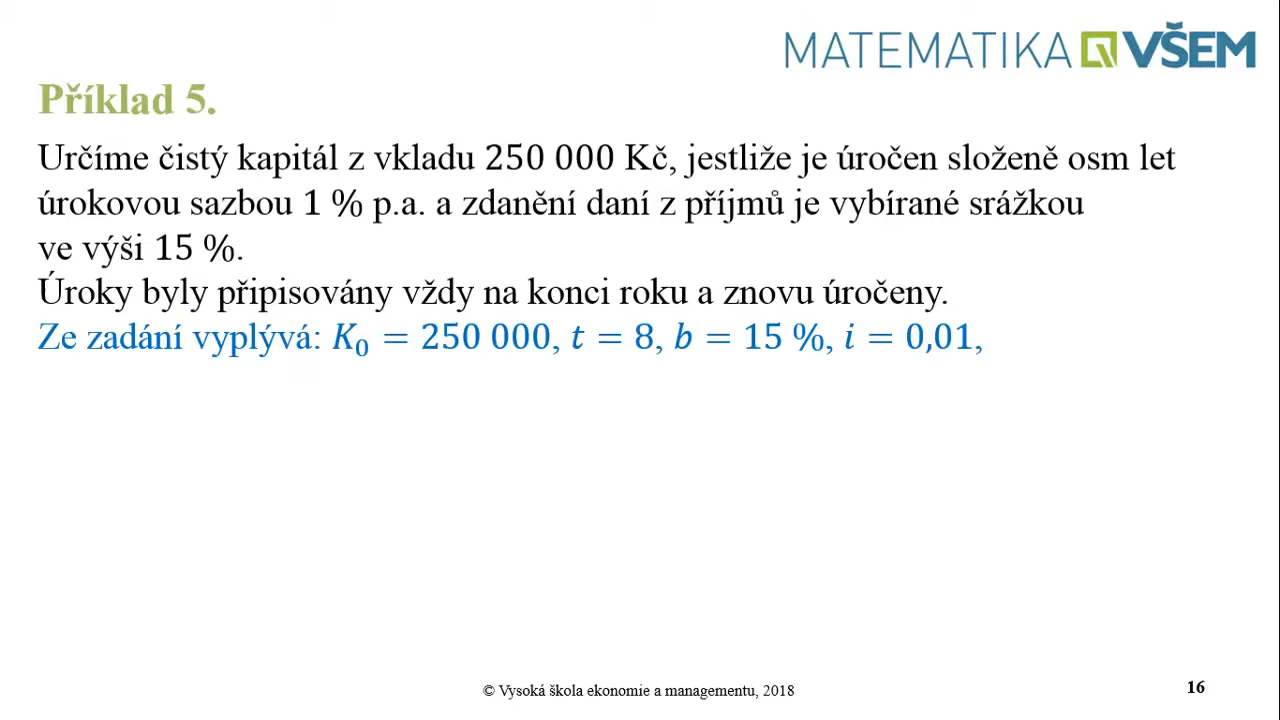 MATEMATIKA VŠEM
Příklad 5.
Určíme čistý kapitál z vkladu 250 000 Kč, jestliže je úročen složeně osm let
úrokovou sazbou 1 % p.a. a zdanění daní z příjmů je vybírané srážkou
ve výši 15 %.
Úroky byly připisovány vždy na konci roku a znovu úročeny.
Ze zadání vyplývá: K₀ = 250 000, t = 8, b = 15 %, i = 0,01,
© Vysoká škola ekonomie a managementu, 2018
16